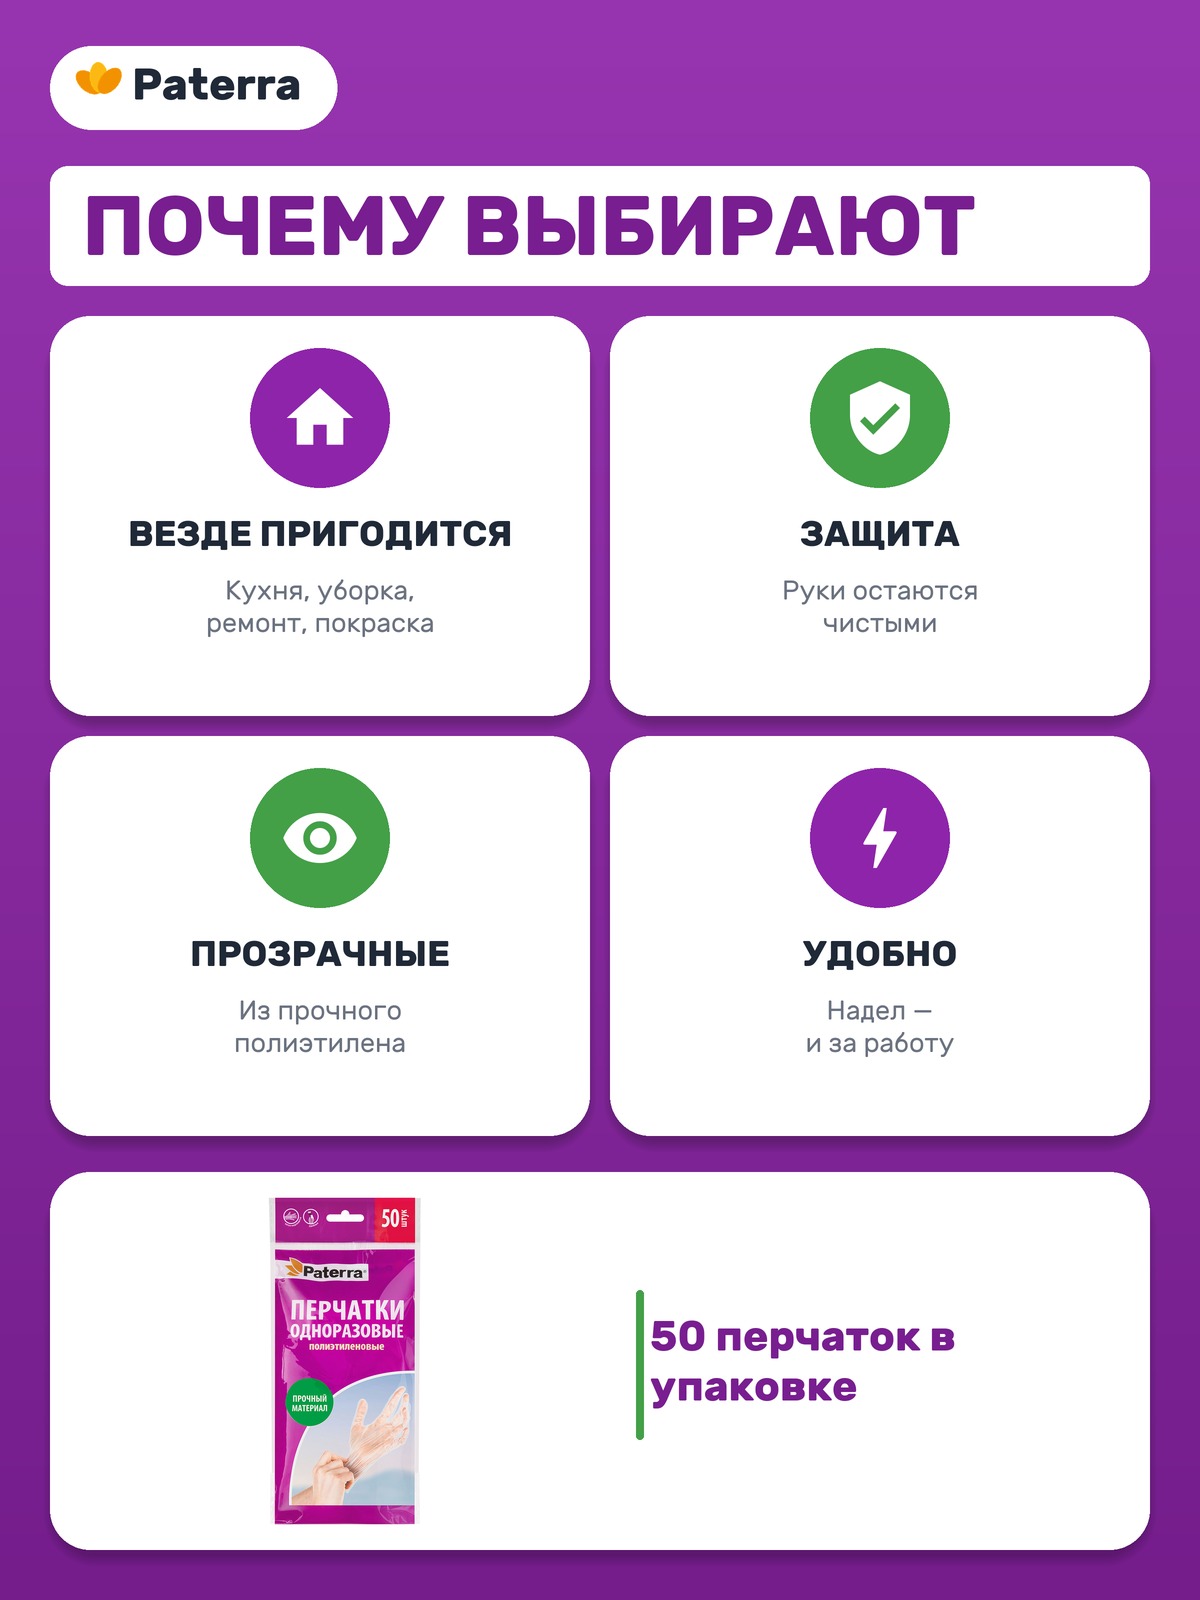 Paterra
ПОЧЕМУ ВЫБИРАЮТ
ВЕЗДЕ ПРИГОДИТСЯ
Кухня, уборка,
ремонт, покраска
ЗАЩИТА
Руки остаются
чистыми
ПРОЗРАЧНЫЕ
Из прочного
полиэтилена
УДОБНО
Надел —
и за работу
50 штук
Paterra®
ПЕРЧАТКИ
ОДНОРАЗОВЫЕ
полиэтиленовые
ПРОЧНЫЙ
МАТЕРИАЛ
50 перчаток в
упаковке